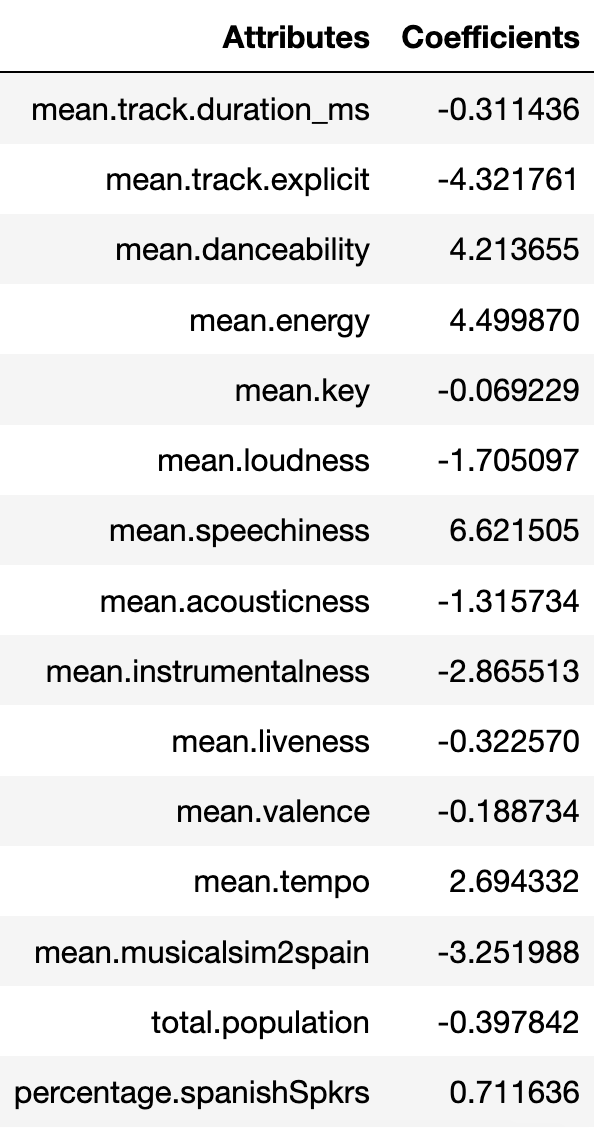 Attributes Coefficients
mean.track.duration_ms -0.311436
mean.track.explicit -4.321761
mean.danceability 4.213655
mean.energy 4.499870
mean.key -0.069229
mean.loudness -1.705097
mean.speechiness 6.621505
mean.acousticness -1.315734
mean.instrumentalness -2.865513
mean.liveness -0.322570
mean.valence -0.188734
mean.tempo 2.694332
mean.musicalsim2spain -3.251988
total.population -0.397842
percentage.spanishSpkrs 0.711636